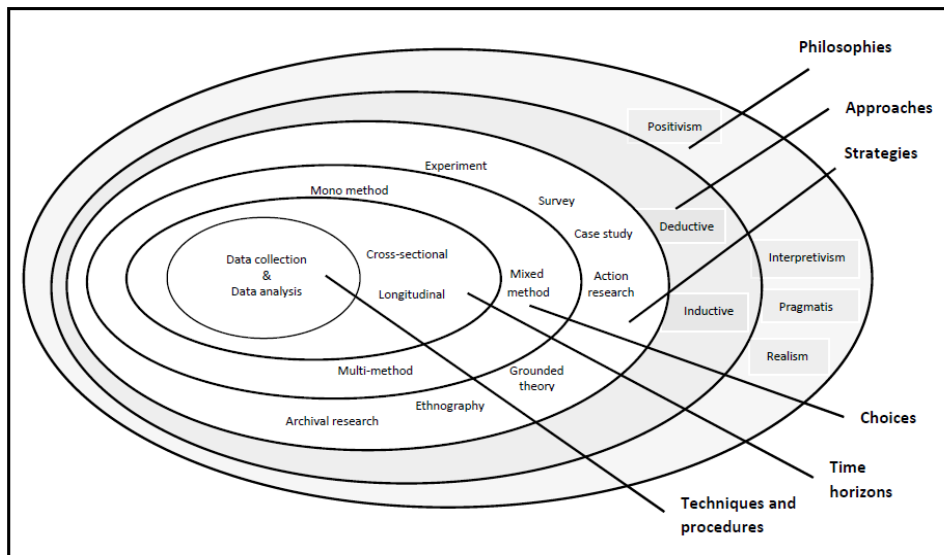 Philosophies
Approaches
Strategies
Positivism
Experiment
Mono method
Survey
Deductive
Case study
Cross-sectional
Interpretivism
Data collection
&
Data analysis
Mixed
method
Action
research
Longitudinal
Inductive
Pragmatis
Realism
Multi-method
Grounded
theory
Ethnography
Archival research
Choices
Time
horizons
Techniques and
procedures